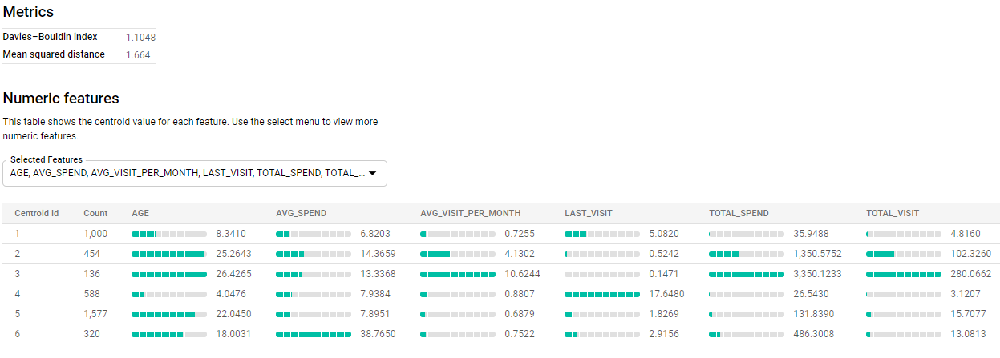 Metrics
Davies–Bouldin index 1.1048
Mean squared distance 1.664
Numeric features
This table shows the centroid value for each feature. Use the select menu to view more
numeric features.
Selected Features
AGE, AVG_SPEND, AVG_VISIT_PER_MONTH, LAST_VISIT, TOTAL_SPEND, TOTAL_...
Centroid Id Count AGE AVG_SPEND AVG_VISIT_PER_MONTH LAST_VISIT TOTAL_SPEND TOTAL_VISIT
1 1,000 8.3410 6.8203 0.7255 5.0820 35.9488 4.8160
2 454 25.2643 14.3659 4.1302 0.5242 1,350.5752 102.3260
3 136 26.4265 13.3368 10.6244 0.1471 3,350.1233 280.0662
4 588 4.0476 7.9384 0.8807 17.6480 26.5430 3.1207
5 1,577 22.0450 7.8951 0.6879 1.8269 131.8390 15.7077
6 320 18.0031 38.7650 0.7522 2.9156 486.3008 13.0813